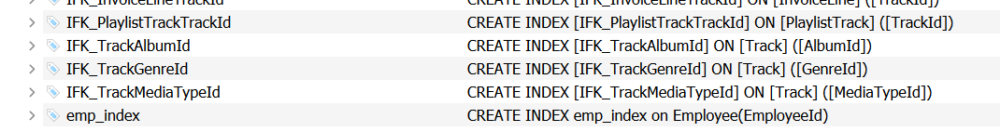 IFK_InvoiceLineTrackId CREATE INDEX [IFK_InvoiceLineTrackId] ON [InvoiceLine] ([TrackId])
IFK_PlaylistTrackTrackId CREATE INDEX [IFK_PlaylistTrackTrackId] ON [PlaylistTrack] ([TrackId])
IFK_TrackAlbumId CREATE INDEX [IFK_TrackAlbumId] ON [Track] ([AlbumId])
IFK_TrackGenreId CREATE INDEX [IFK_TrackGenreId] ON [Track] ([GenreId])
IFK_TrackMediaTypeId CREATE INDEX [IFK_TrackMediaTypeId] ON [Track] ([MediaTypeId])
emp_index CREATE INDEX emp_index on Employee(EmployeeId)